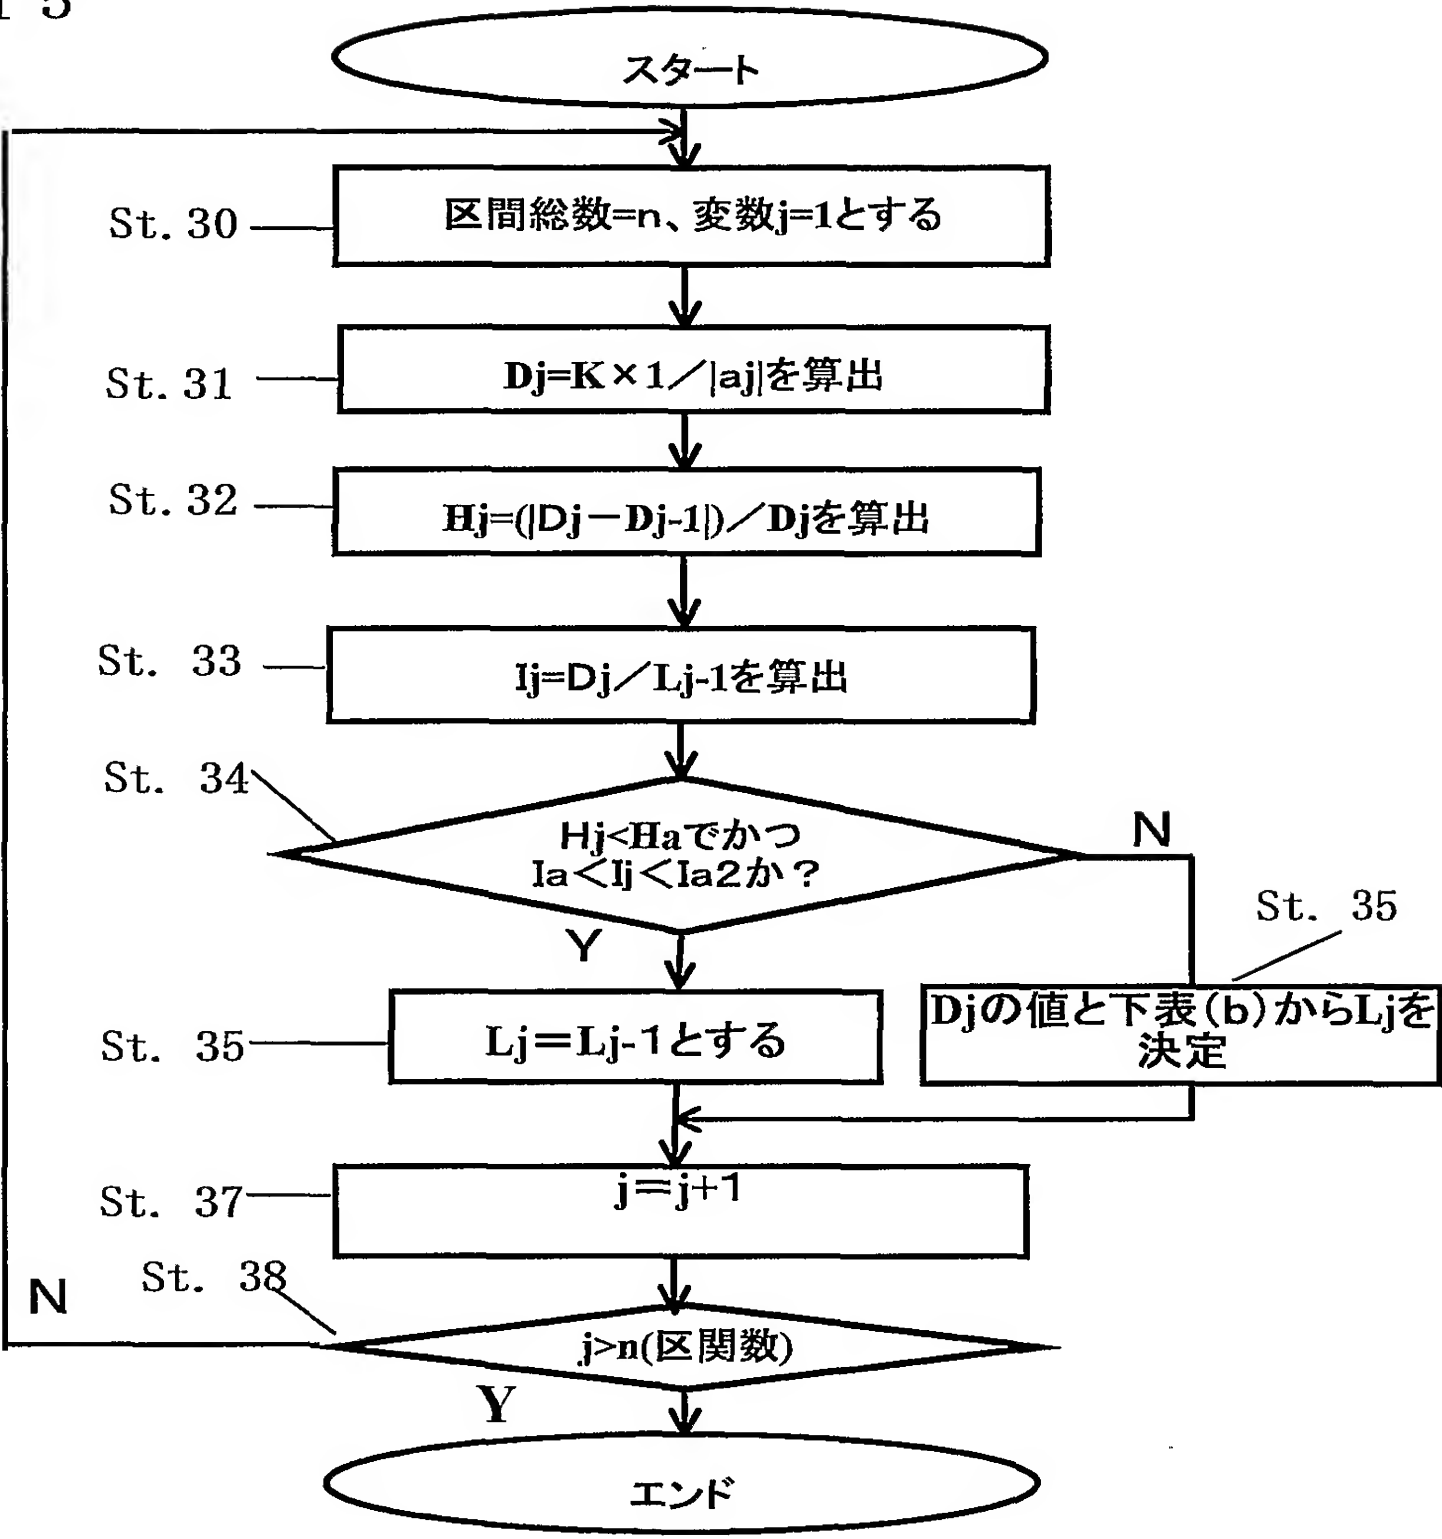 15
スタート
St.30
区間総数=n、変数j=1とする
St.31
Dj=K×1／|aj|を算出
St.32
Hj=(|Dj－Dj-1|)／Djを算出
St. 33
Ij=Dj／Lj-1を算出
St. 34
Hj<Haでかつ
Ia＜Ij＜Ia2か？
N
Y
St. 35
Lj＝Lj-1とする
St. 35
Djの値と下表(b)からLjを
決定
St. 37
j＝j+1
St. 38
j>n(区関数)
N
Y
エンド